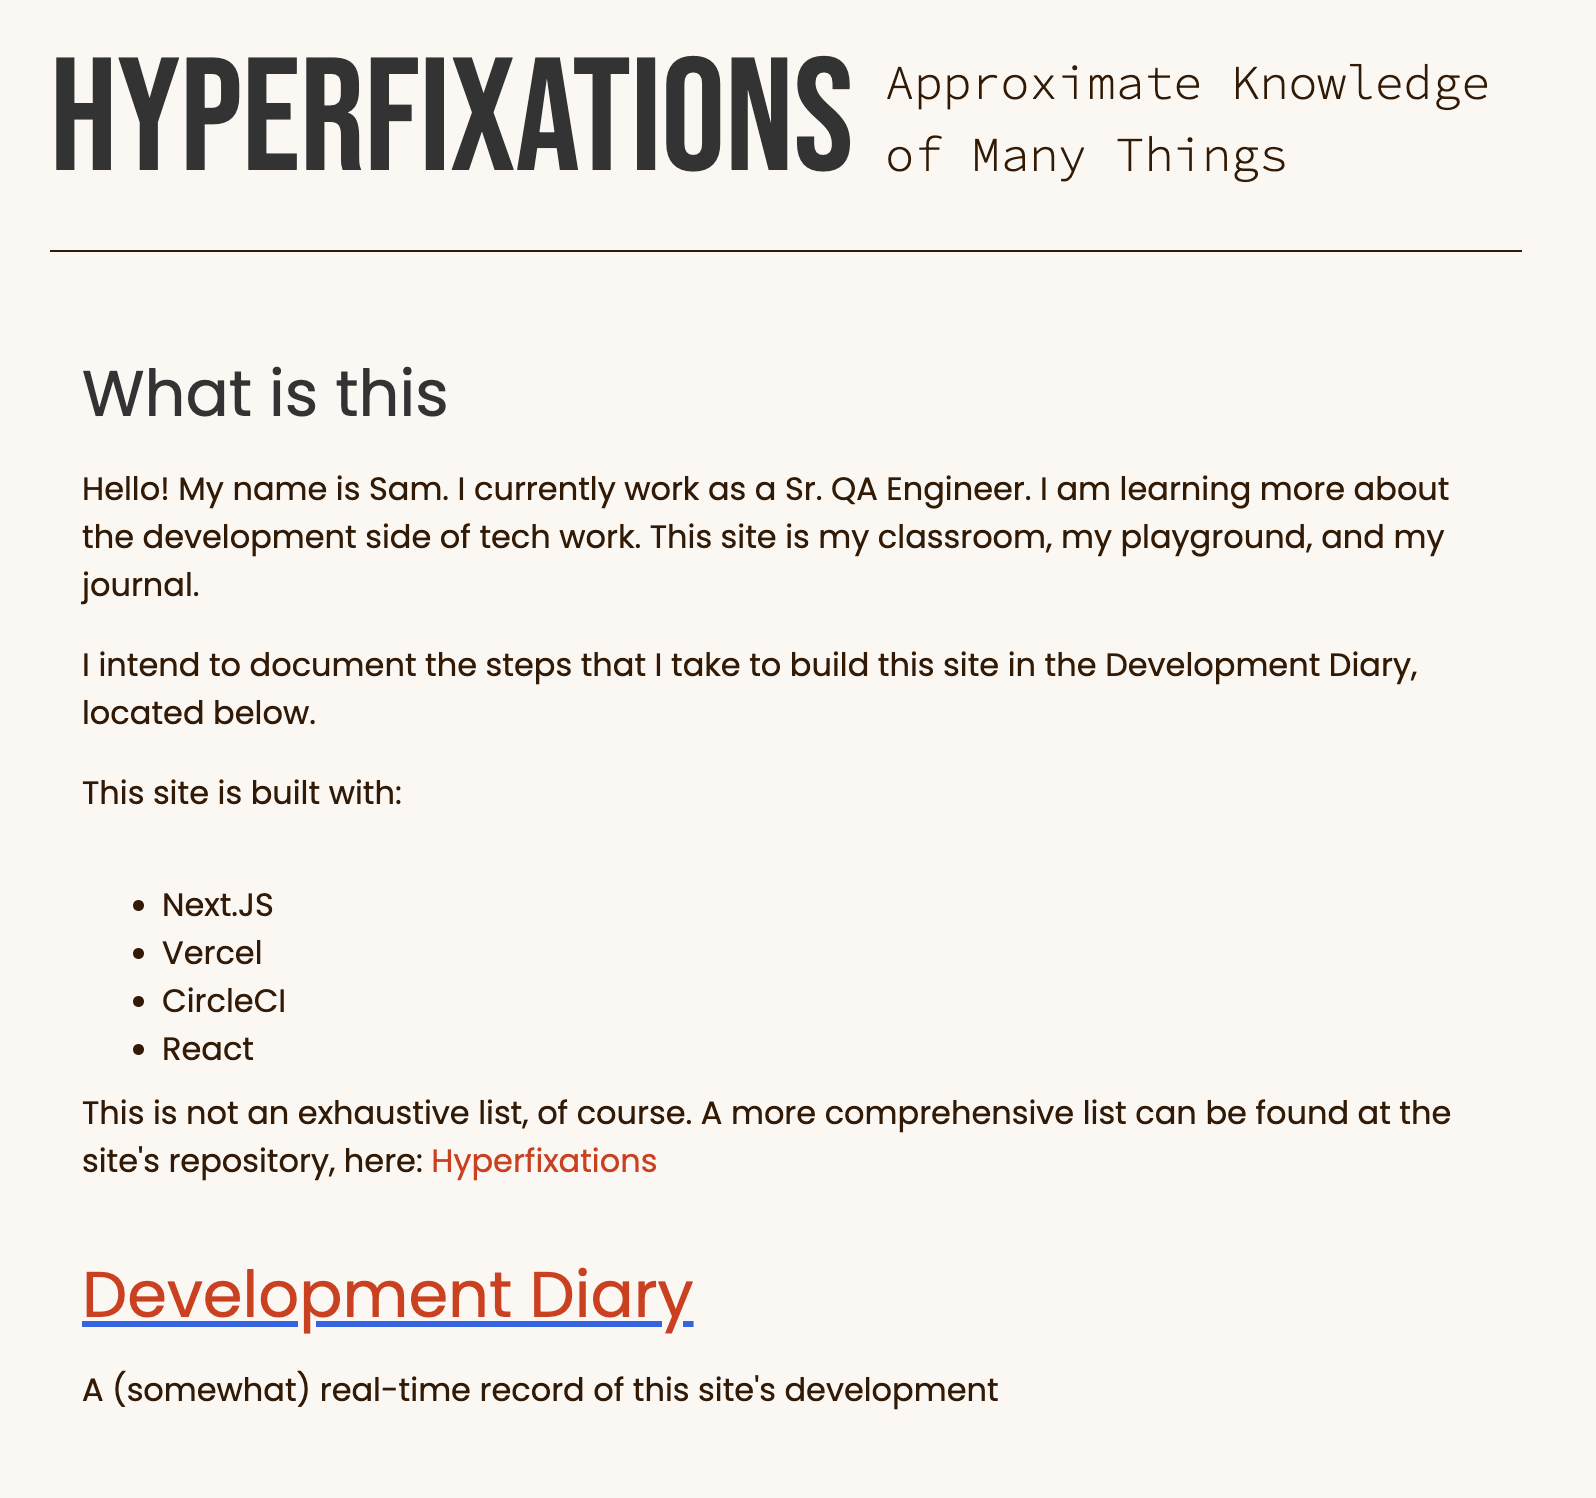 HYPERFIXATIONS
Approximate Knowledge
of Many Things
What is this
Hello! My name is Sam. I currently work as a Sr. QA Engineer. I am learning more about
the development side of tech work. This site is my classroom, my playground, and my
journal.
I intend to document the steps that I take to build this site in the Development Diary,
located below.
This site is built with:
• Next.JS
• Vercel
• CircleCI
• React
This is not an exhaustive list, of course. A more comprehensive list can be found at the
site's repository, here: Hyperfixations
Development Diary
A (somewhat) real-time record of this site's development